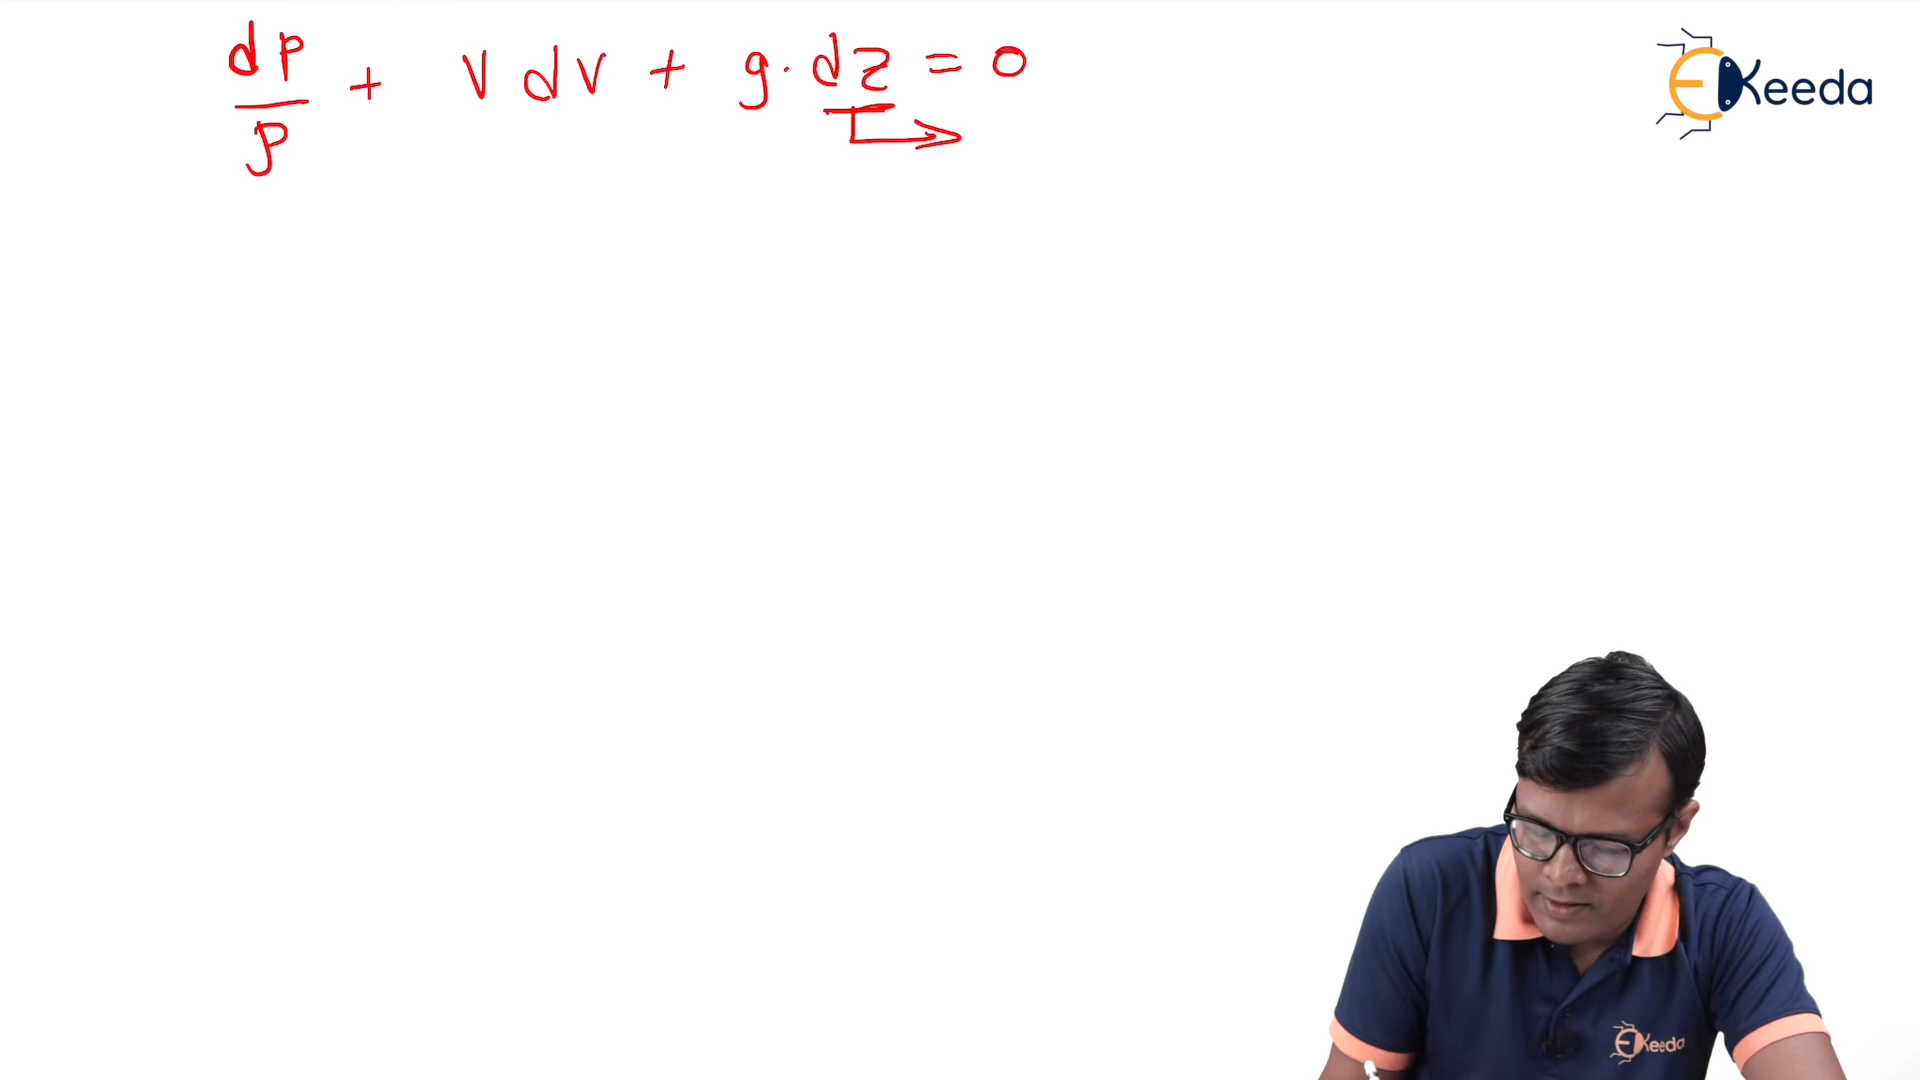 dp/ρ + v dv + g. dz = 0
EKeeda
EKeeda